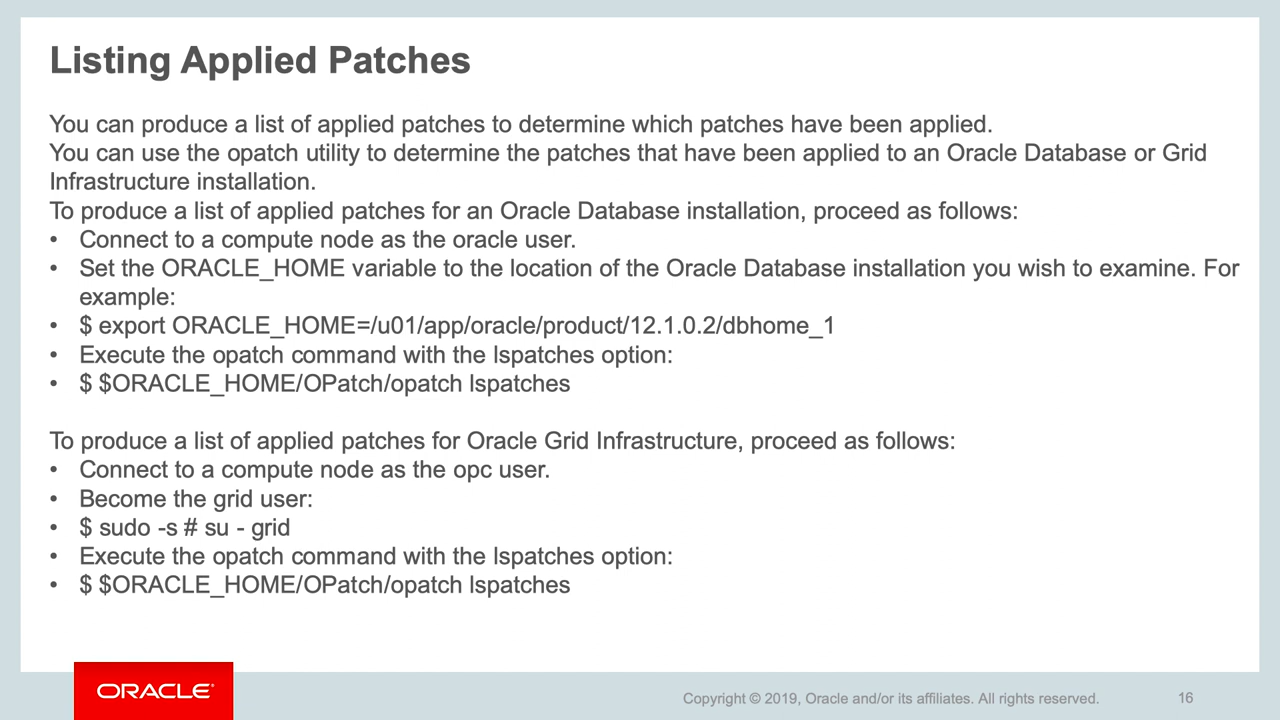 Listing Applied Patches
You can produce a list of applied patches to determine which patches have been applied.
You can use the opatch utility to determine the patches that have been applied to an Oracle Database or Grid
Infrastructure installation.
To produce a list of applied patches for an Oracle Database installation, proceed as follows:
• Connect to a compute node as the oracle user.
• Set the ORACLE_HOME variable to the location of the Oracle Database installation you wish to examine. For
example:
• $ export ORACLE_HOME=/u01/app/oracle/product/12.1.0.2/dbhome_1
• Execute the opatch command with the lspatches option:
• $ $ORACLE_HOME/OPatch/opatch lspatches
To produce a list of applied patches for Oracle Grid Infrastructure, proceed as follows:
• Connect to a compute node as the opc user.
• Become the grid user:
• $ sudo -s # su - grid
• Execute the opatch command with the lspatches option:
• $ $ORACLE_HOME/OPatch/opatch lspatches
ORACLE®
Copyright © 2019, Oracle and/or its affiliates. All rights reserved.
16